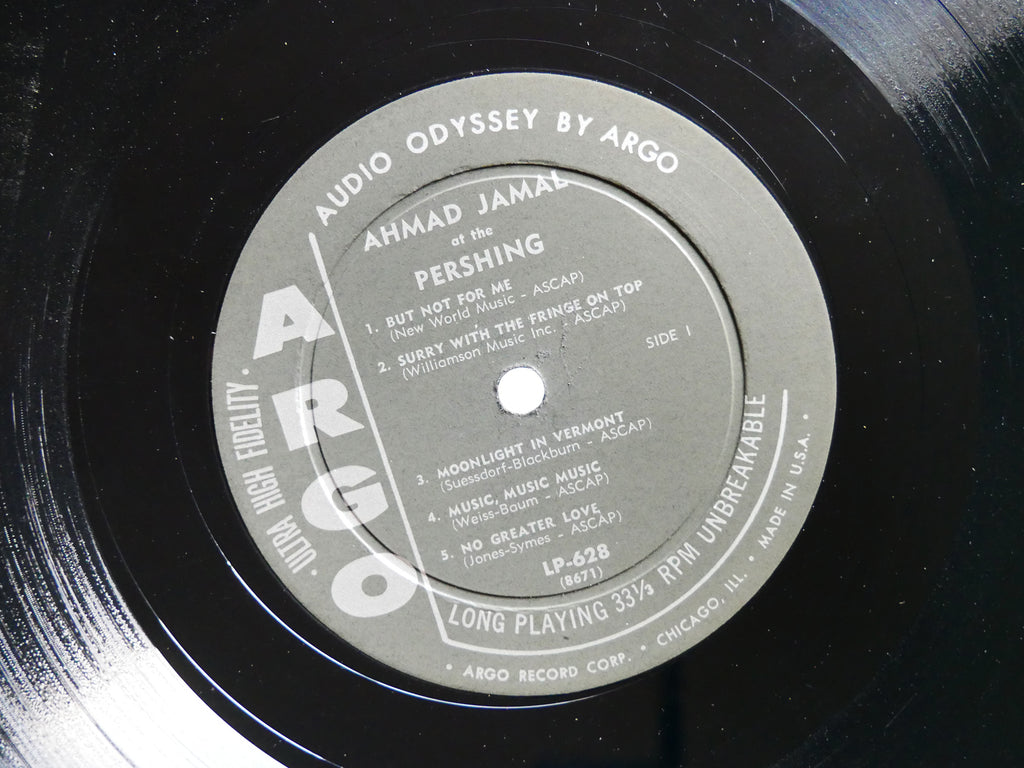 AUDIO ODYSSEY BY ARGO
AHMAD JAMAL
at the
PERSHING
1. BUT NOT FOR ME
(New World Music - ASCAP)
2. SURRY WITH THE FRINGE ON TOP
(Williamson Music Inc. - ASCAP)
SIDE 1
3. MOONLIGHT IN VERMONT
(Suessdorf-Blackburn - ASCAP)
4. MUSIC, MUSIC MUSIC
(Weiss-Baum - ASCAP)
5. NO GREATER LOVE
(Jones-Symes - ASCAP)
LP-628
(8671)
ARGO
• ULTRA HIGH FIDELITY •
LONG PLAYING 33⅓ RPM UNBREAKABLE
• ARGO RECORD CORP. • CHICAGO, ILL. • MADE IN U.S.A. •